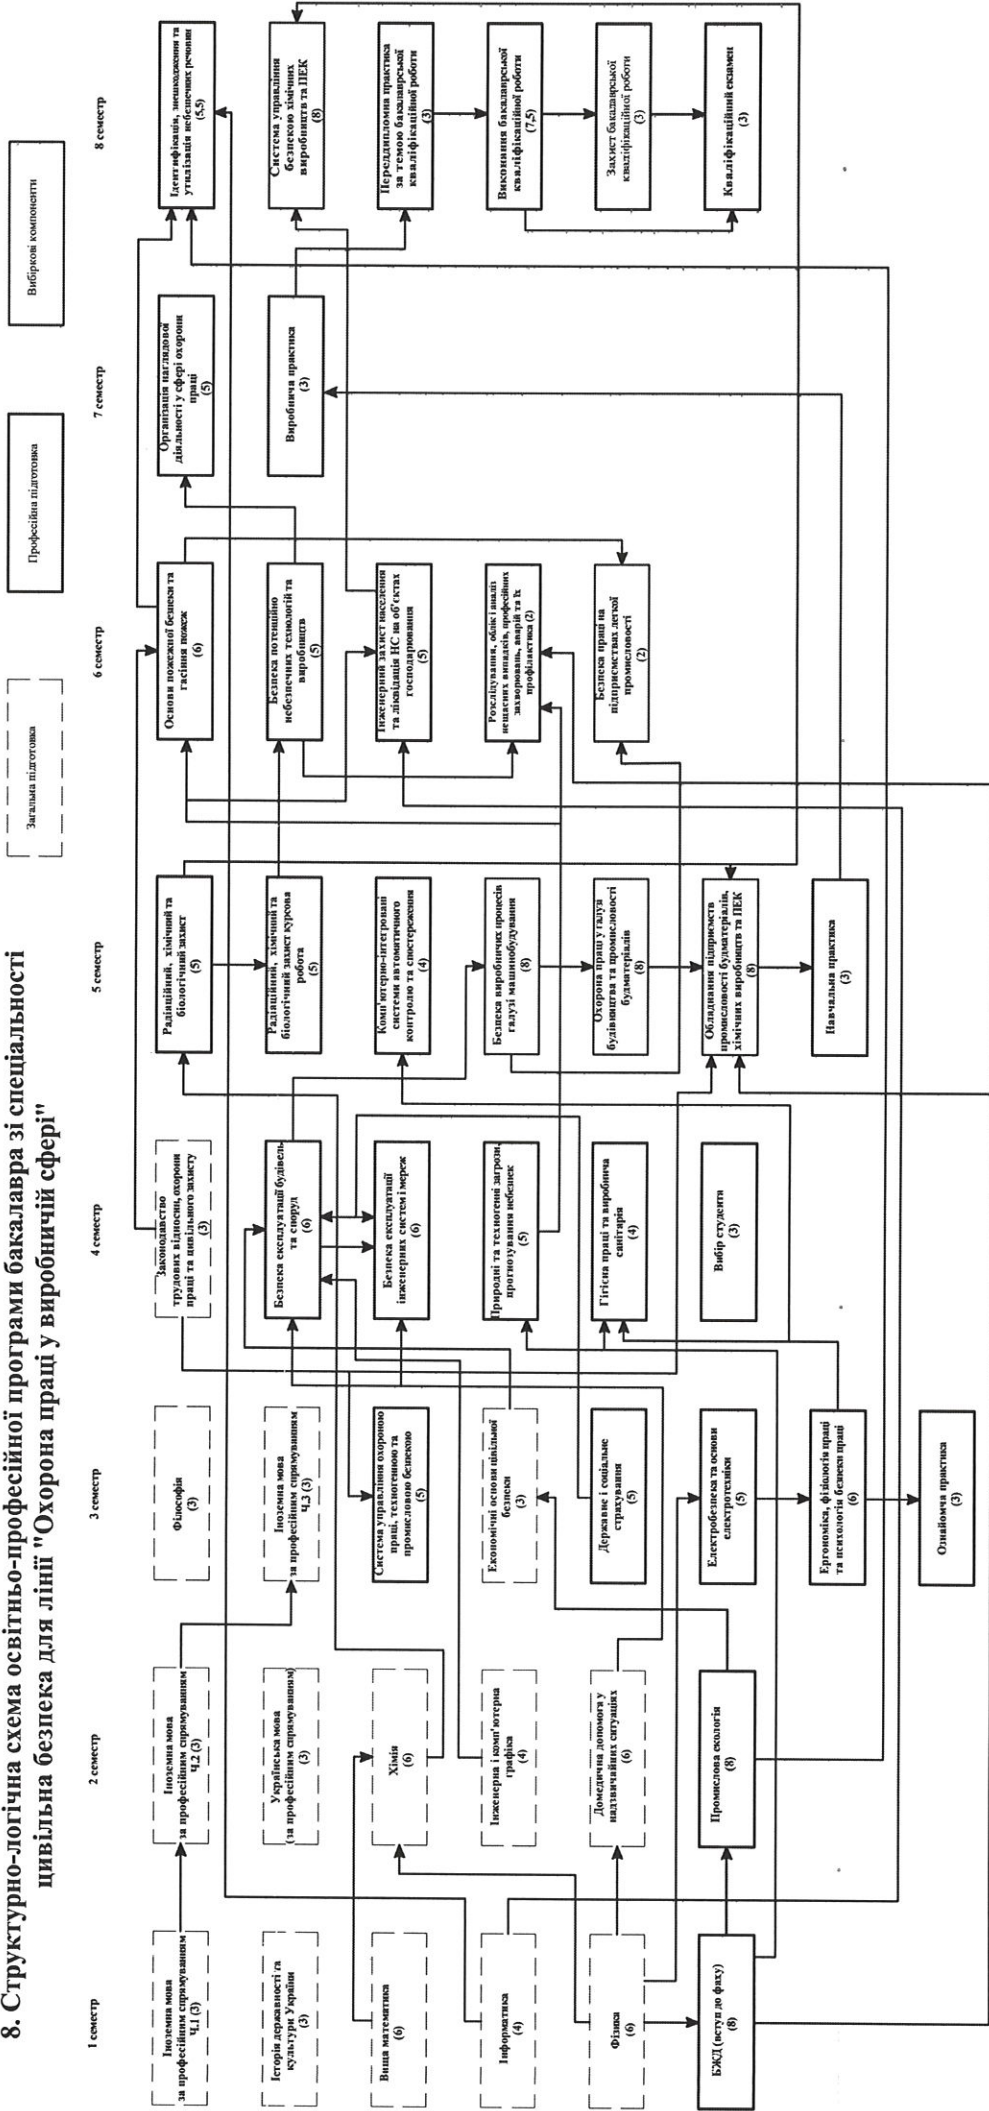 8. Структурно-логічна схема освітньо-професійної програми бакалавра зі спеціальності
цивільна безпека для лінії "Охорона праці у виробничій сфері"
Загальна підготовка
Професійна підготовка
Вибіркові компоненти
1 семестр
2 семестр
3 семестр
4 семестр
5 семестр
6 семестр
7 семестр
8 семестр
Іноземна мова
за професійним спрямуванням
Ч.1 (3)
Історія державності та
культури України
(3)
Вища математика
(6)
Інформатика
(4)
Фізика
(6)
БЖД (вступ до фаху)
(8)
Іноземна мова
за професійним спрямуванням
Ч.2 (3)
Українська мова
(за професійним спрямуванням)
(3)
Хімія
(6)
Інженерна і комп'ютерна
графіка
(4)
Домедична допомога у
надзвичайних ситуаціях
(6)
Промислова екологія
(8)
Філософія
(3)
Іноземна мова
за професійним спрямуванням
Ч.3 (3)
Система управління охороною
праці, техногенною та
промисловою безпекою
(5)
Економічні основи цивільної
безпеки
(3)
Державне і соціальне
страхування
(5)
Електробезпека та основи
електротехніки
(5)
Ергономіка, фізіологія праці
та психологія безпеки праці
(6)
Ознайомча практика
(3)
Законодавство
трудових відносин, охорони
праці та цивільного захисту
(3)
Безпека експлуатації будівель
та споруд
(6)
Безпека експлуатації
інженерних систем і мереж
(6)
Природні та техногенні загрози,
прогнозування небезпек
(5)
Гігієна праці та виробнича
санітарія
(4)
Вибір студенти
(3)
Радіаційний, хімічний та
біологічний захист
(5)
Радіаційний, хімічний та
біологічний захист курсова
робота
(5)
Комп'ютерно-інтегровані
системи автоматичного
контролю та спостереження
(4)
Безпека виробничих процесів
галузі машинобудування
(8)
Охорона праці у галузі
будівництва та промисловості
будматеріалів
(8)
Обладнання підприємств
промисловості будматеріалів,
хімічних виробництв та ПЕК
(8)
Навчальна практика
(3)
Основи пожежної безпеки та
гасіння пожеж
(6)
Безпека потенційно
небезпечних технологій та
виробництв
(5)
Інженерний захист населення
та ліквідація НС на об'єктах
господарювання
(5)
Розслідування, облік і аналіз
нещасних випадків, професійних
захворювань, аварій та їх
профілактика (2)
Безпека праці на
підприємствах легкої
промисловості
(2)
Організація наглядової
діяльності у сфері охорони
праці
(5)
Виробнича практика
(3)
Ідентифікація, знешкодження та
утилізація небезпечних речовин
(5,5)
Система управління
безпекою хімічних
виробництв та ПЕК
(8)
Переддипломна практика
за темою бакалаврської
кваліфікаційної роботи
(3)
Виконання бакалаврської
кваліфікаційної роботи
(7,5)
Захист бакалаврської
кваліфікаційної роботи
(3)
Кваліфікаційний екзамен
(3)